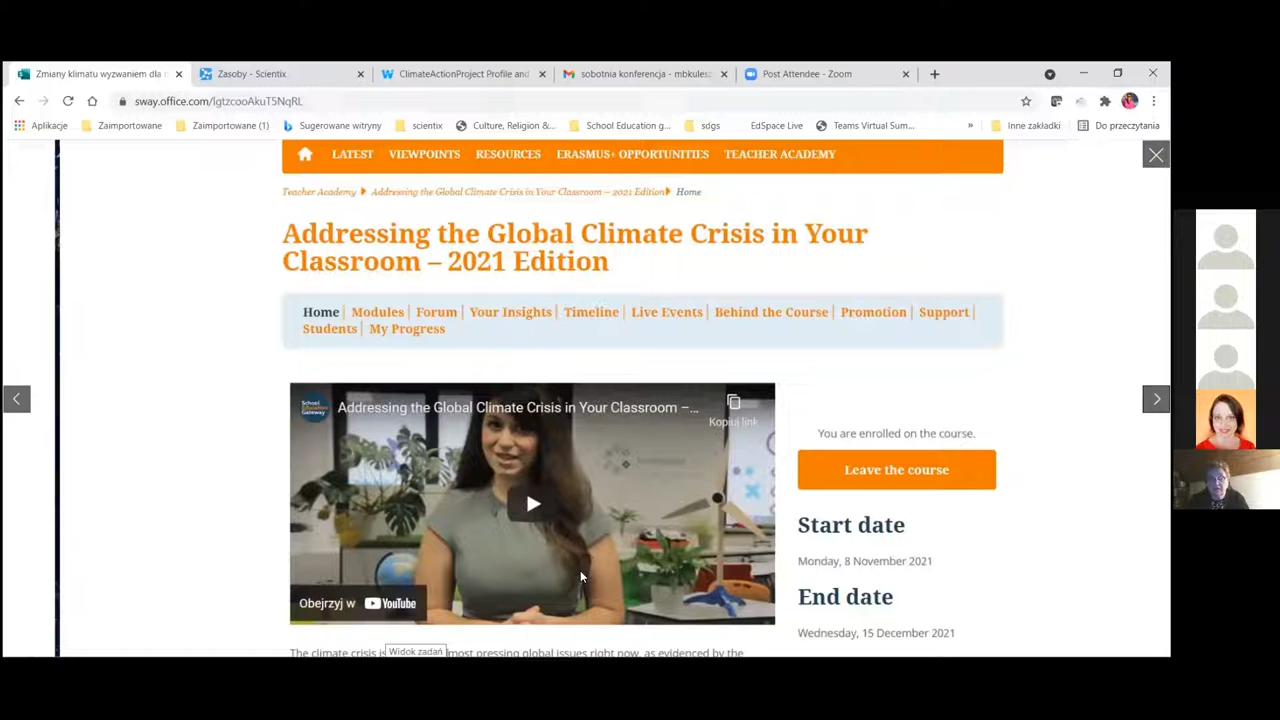 Zmiany klimatu wyzwaniem dla
Zasoby - Scientix
ClimateActionProject Profile and
sobotnia konferencja - mbkulesz
Post Attendee - Zoom
sway.office.com/lgtzcooAkuT5NqRL
Aplikacje
Zaimportowane
Zaimportowane (1)
Sugerowane witryny
scientix
Culture, Religion &...
School Education g...
sdgs
EdSpace Live
Teams Virtual Sum...
»
Inne zakładki
Do przeczytania
LATEST
VIEWPOINTS
RESOURCES
ERASMUS+ OPPORTUNITIES
TEACHER ACADEMY
Teacher Academy
Addressing the Global Climate Crisis in Your Classroom – 2021 Edition
Home
Addressing the Global Climate Crisis in Your
Classroom – 2021 Edition
Home | Modules | Forum | Your Insights | Timeline | Live Events | Behind the Course | Promotion | Support |
Students | My Progress
School
Education
Gateway
Addressing the Global Climate Crisis in Your Classroom –...
Kopiuj link
Obejrzyj w YouTube
You are enrolled on the course.
Leave the course
Start date
Monday, 8 November 2021
End date
Wednesday, 15 December 2021
The climate crisis is
Widok zadań
most pressing global issues right now, as evidenced by the